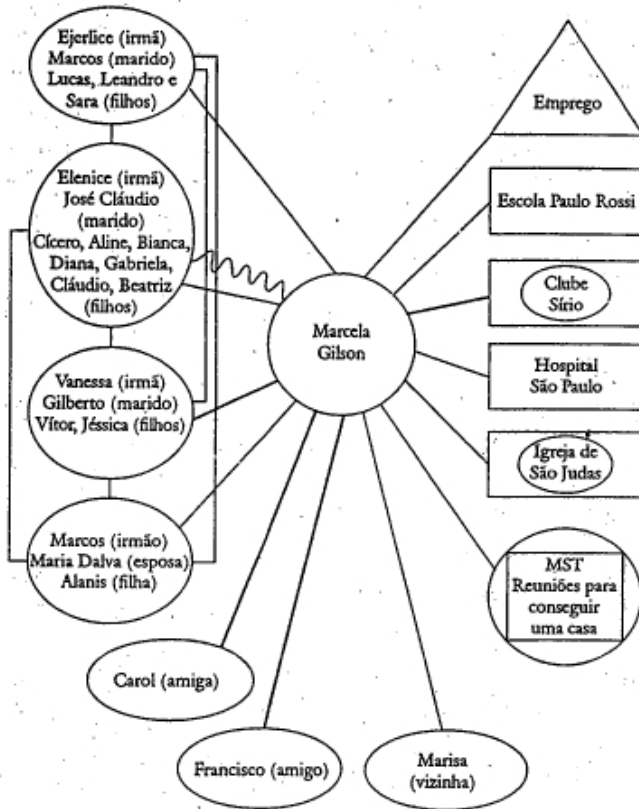 Ejerlice (irmã)
Marcos (marido)
Lucas, Leandro e
Sara (filhos)
Elenice (irmã)
José Cláudio
(marido)
Cícero, Aline, Bianca,
Diana, Gabriela,
Cláudio, Beatriz
(filhos)
Vanessa (irmã)
Gilberto (marido)
Vítor, Jéssica (filhos)
Marcos (irmão)
Maria Dalva (esposa)
Alanis (filha)
Marcela
Gilson
Emprego
Escola Paulo Rossi
Clube
Sírio
Hospital
São Paulo
Igreja de
São Judas
MST
Reuniões para
conseguir
uma casa
Carol (amiga)
Francisco (amigo)
Marisa
(vizinha)